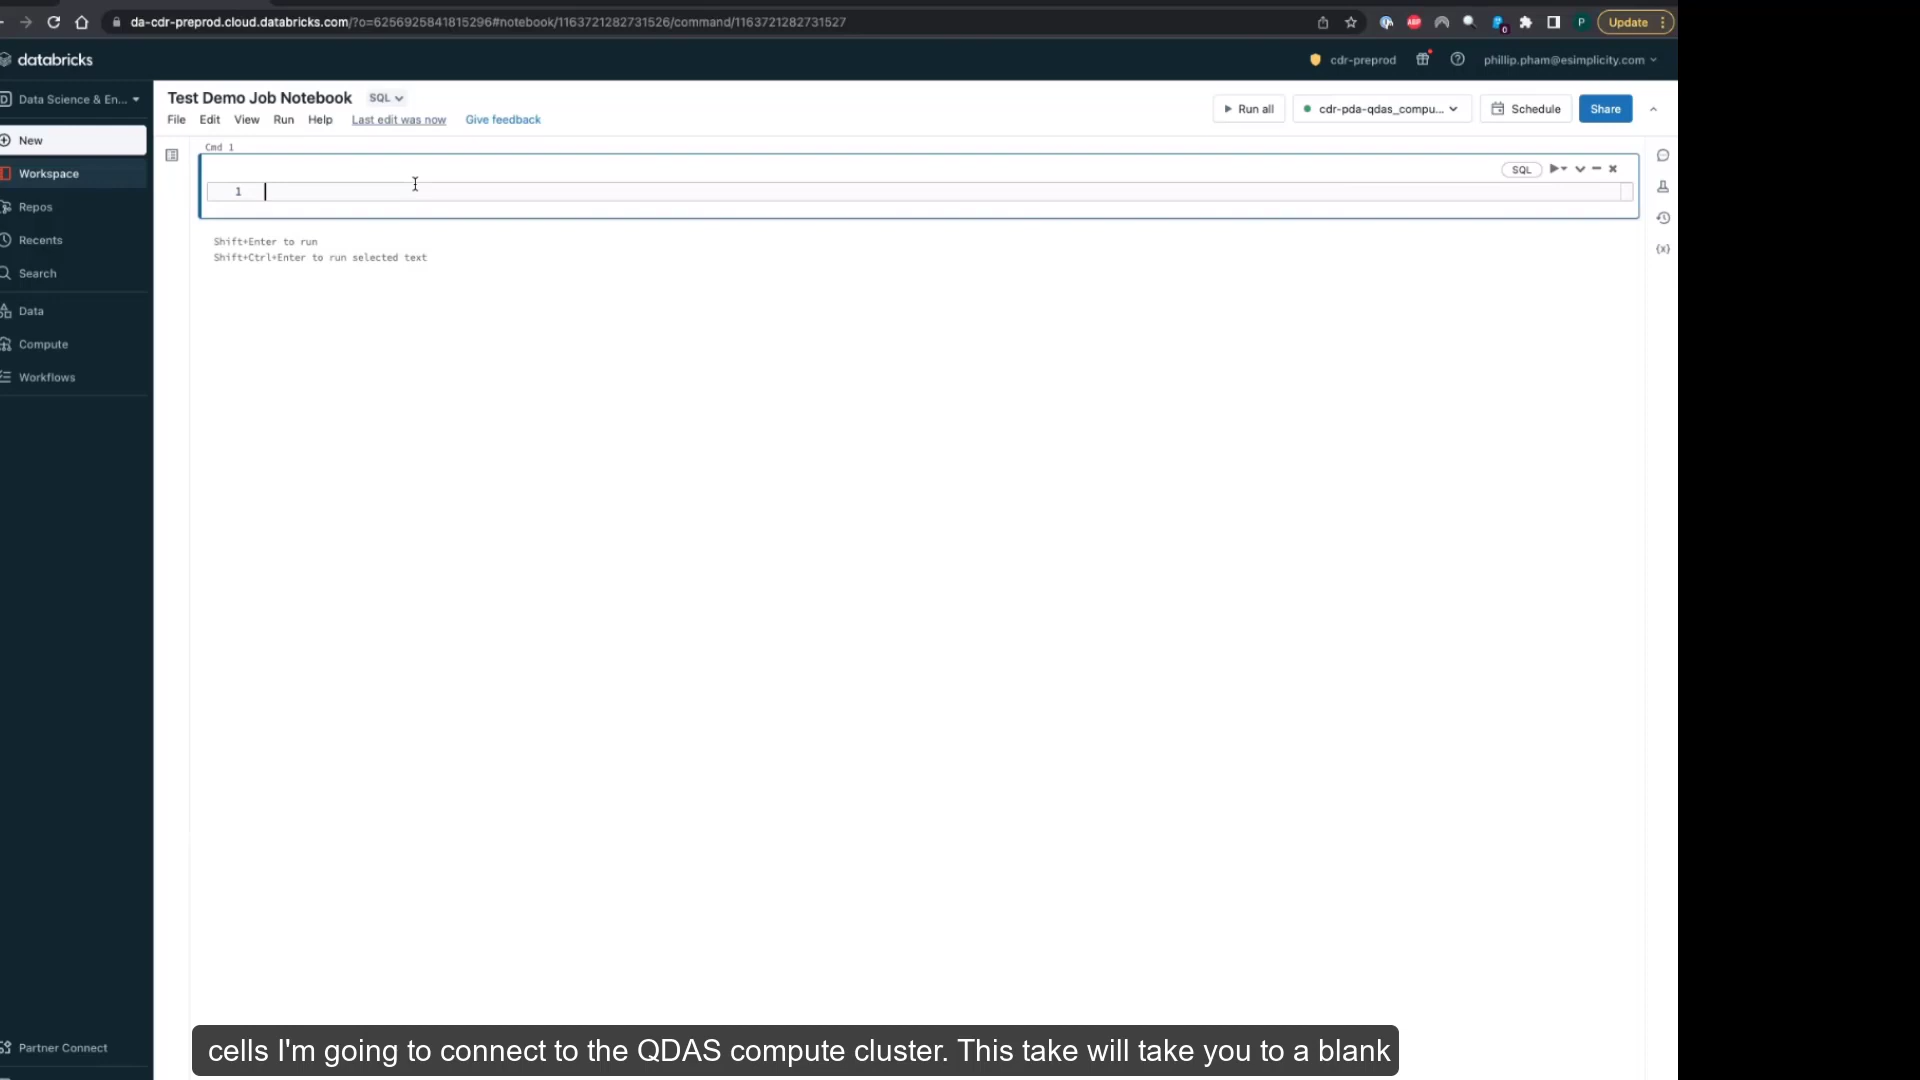 da-cdr-preprod.cloud.databricks.com/?o=6256925841815296#notebook/1163721282731526/command/1163721282731527
ABP
0
P
Update
databricks
cdr-preprod
phillip.pham@esimplicity.com
D Data Science & En...
Test Demo Job Notebook SQL
Run all
cdr-pda-qdas_compu...
Schedule
Share
File Edit View Run Help Last edit was now Give feedback
New
Workspace
Repos
Recents
Search
Data
Compute
Workflows
Partner Connect
Cmd 1
SQL
1
Shift+Enter to run
Shift+Ctrl+Enter to run selected text
{x}
cells I'm going to connect to the QDAS compute cluster. This take will take you to a blank